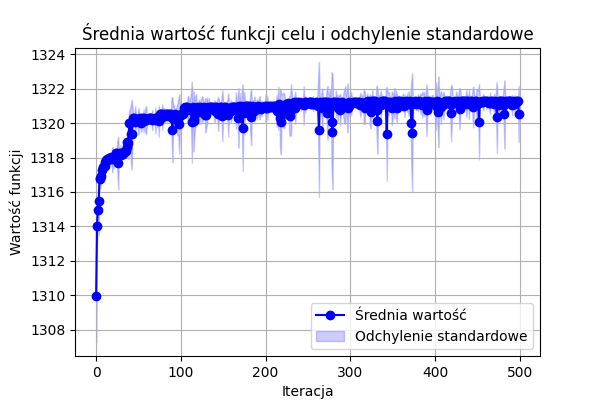 Średnia wartość funkcji celu i odchylenie standardowe
1324
1322
1320
1318
1316
1314
1312
1310
1308
Wartość funkcji
0 100 200 300 400 500
Iteracja
Średnia wartość
Odchylenie standardowe